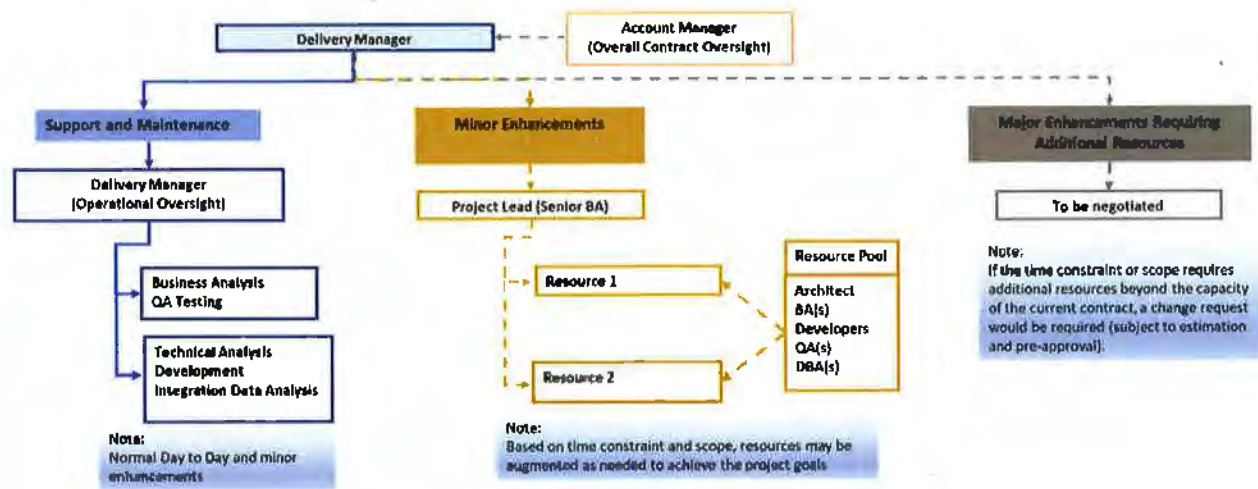 Delivery Manager
Account Manager
(Overall Contract Oversight)
Support and Maintenance
Delivery Manager
(Operational Oversight)
Business Analysis
QA Testing
Technical Analysis
Development
Integration Data Analysis
Note:
Normal Day to Day and minor
enhancements
Minor Enhancements
Project Lead (Senior BA)
Resource 1
Resource 2
Resource Pool
Architect
BA(s)
Developers
QA(s)
DBA(s)
Note:
Based on time constraint and scope, resources may be
augmented as needed to achieve the project goals
Major Enhancements Requiring
Additional Resources
To be negotiated
Note:
If the time constraint or scope requires
additional resources beyond the capacity
of the current contract, a change request
would be required (subject to estimation
and pre-approval).